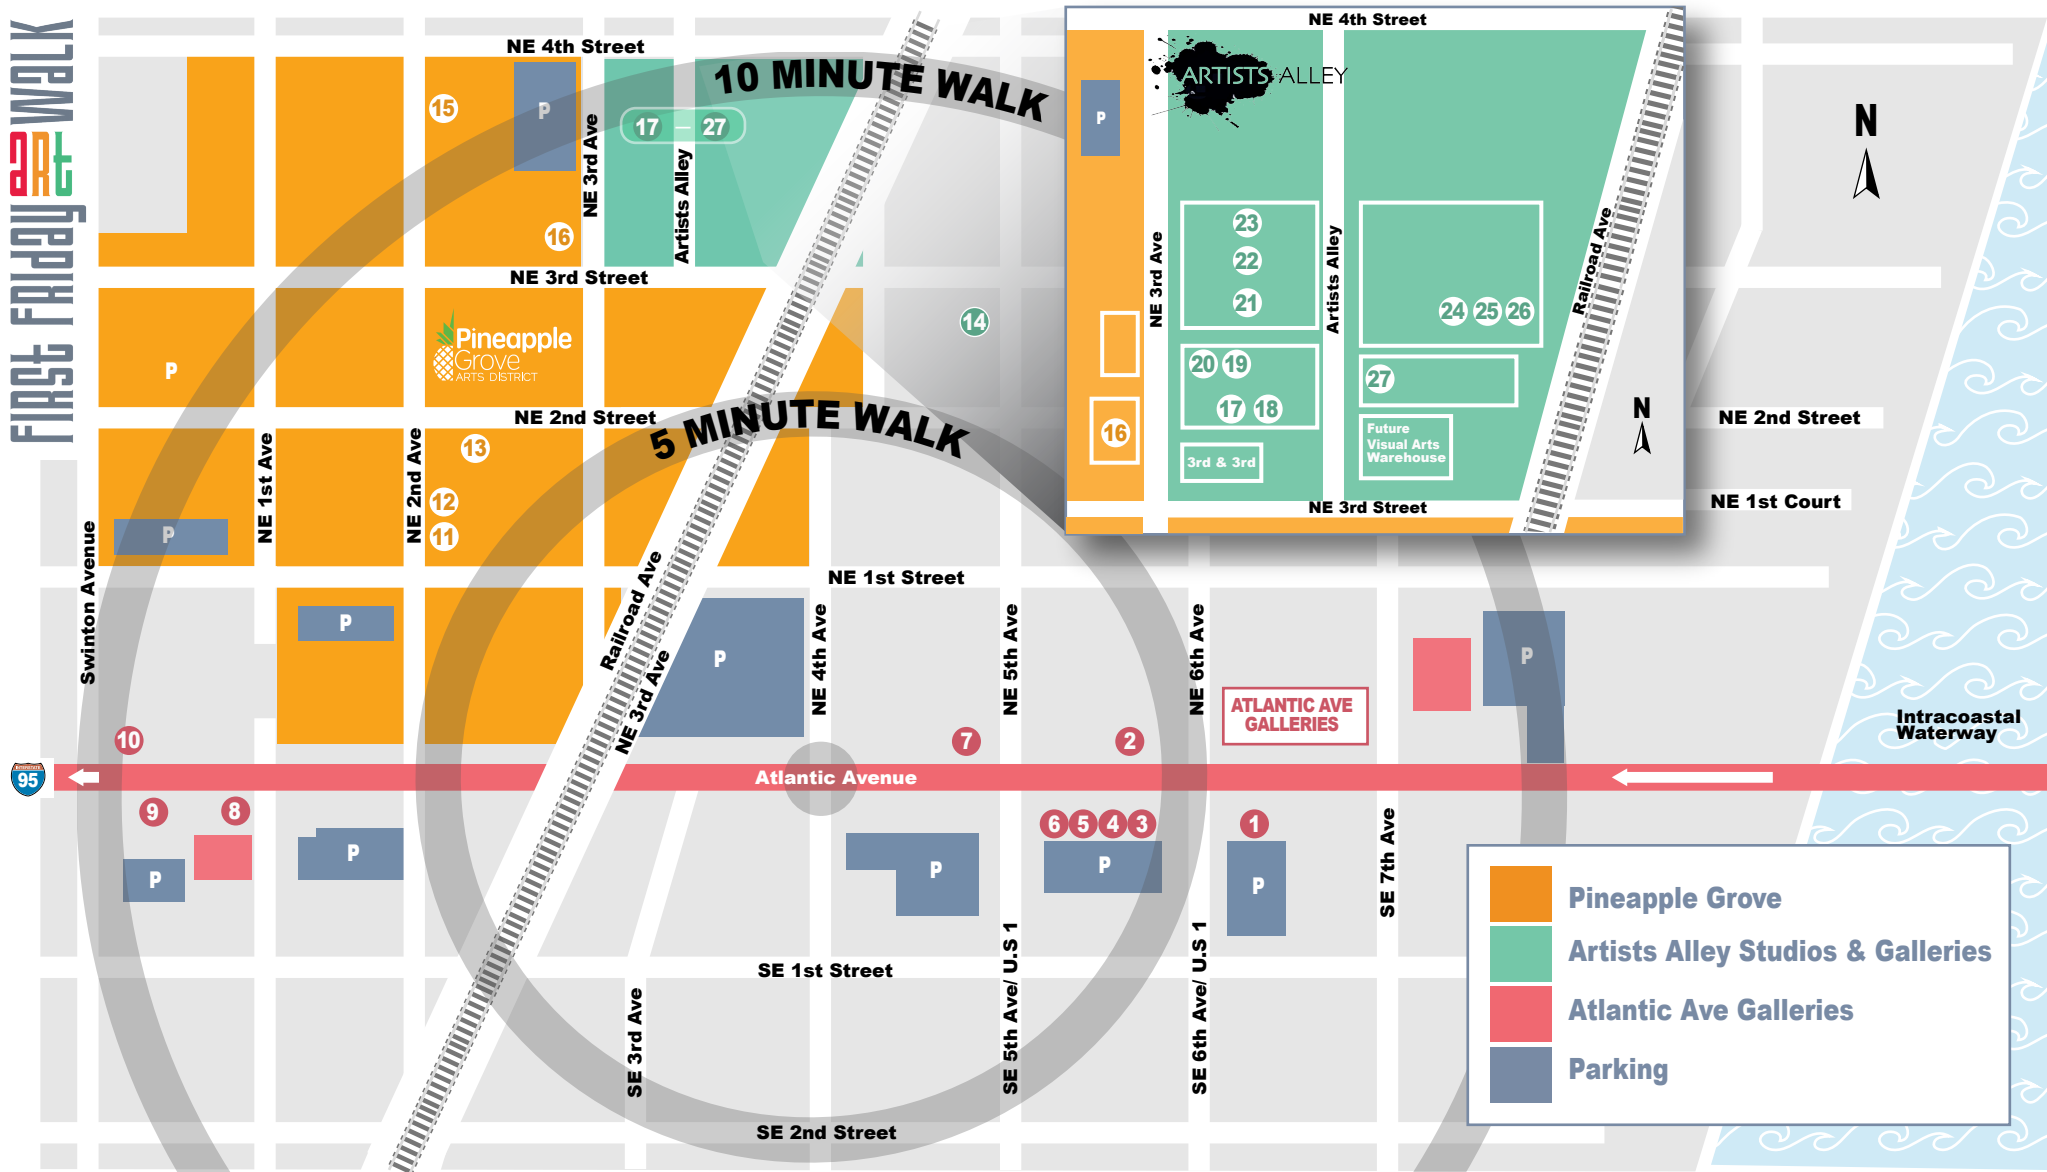 FIRST FRIDAY ART WALK
NE 4th Street
10 MINUTE WALK
15
P
NE 3rd Ave
17 – 27
Artists Alley
16
NE 3rd Street
P
Pineapple
Grove
ARTS DISTRICT
14
NE 2nd Street
5 MINUTE WALK
13
12
11
NE 1st Ave
NE 2nd Ave
P
Swinton Avenue
NE 1st Street
P
Railroad Ave
NE 3rd Ave
P
NE 4th Ave
NE 5th Ave
NE 6th Ave
ATLANTIC AVE
GALLERIES
P
Intracoastal
Waterway
10
7
2
INTERSTATE
95
Atlantic Avenue
9
8
6
5
4
3
1
P
P
P
P
P
SE 7th Ave
SE 1st Street
SE 3rd Ave
SE 5th Ave/ U.S 1
SE 6th Ave/ U.S 1
SE 2nd Street
NE 4th Street
ARTISTS ALLEY
P
N
NE 3rd Ave
23
22
21
Artists Alley
24
25
26
Railroad Ave
20
19
17
18
27
16
3rd & 3rd
Future
Visual Arts
Warehouse
N
NE 3rd Street
NE 2nd Street
NE 1st Court
Pineapple Grove
Artists Alley Studios & Galleries
Atlantic Ave Galleries
Parking